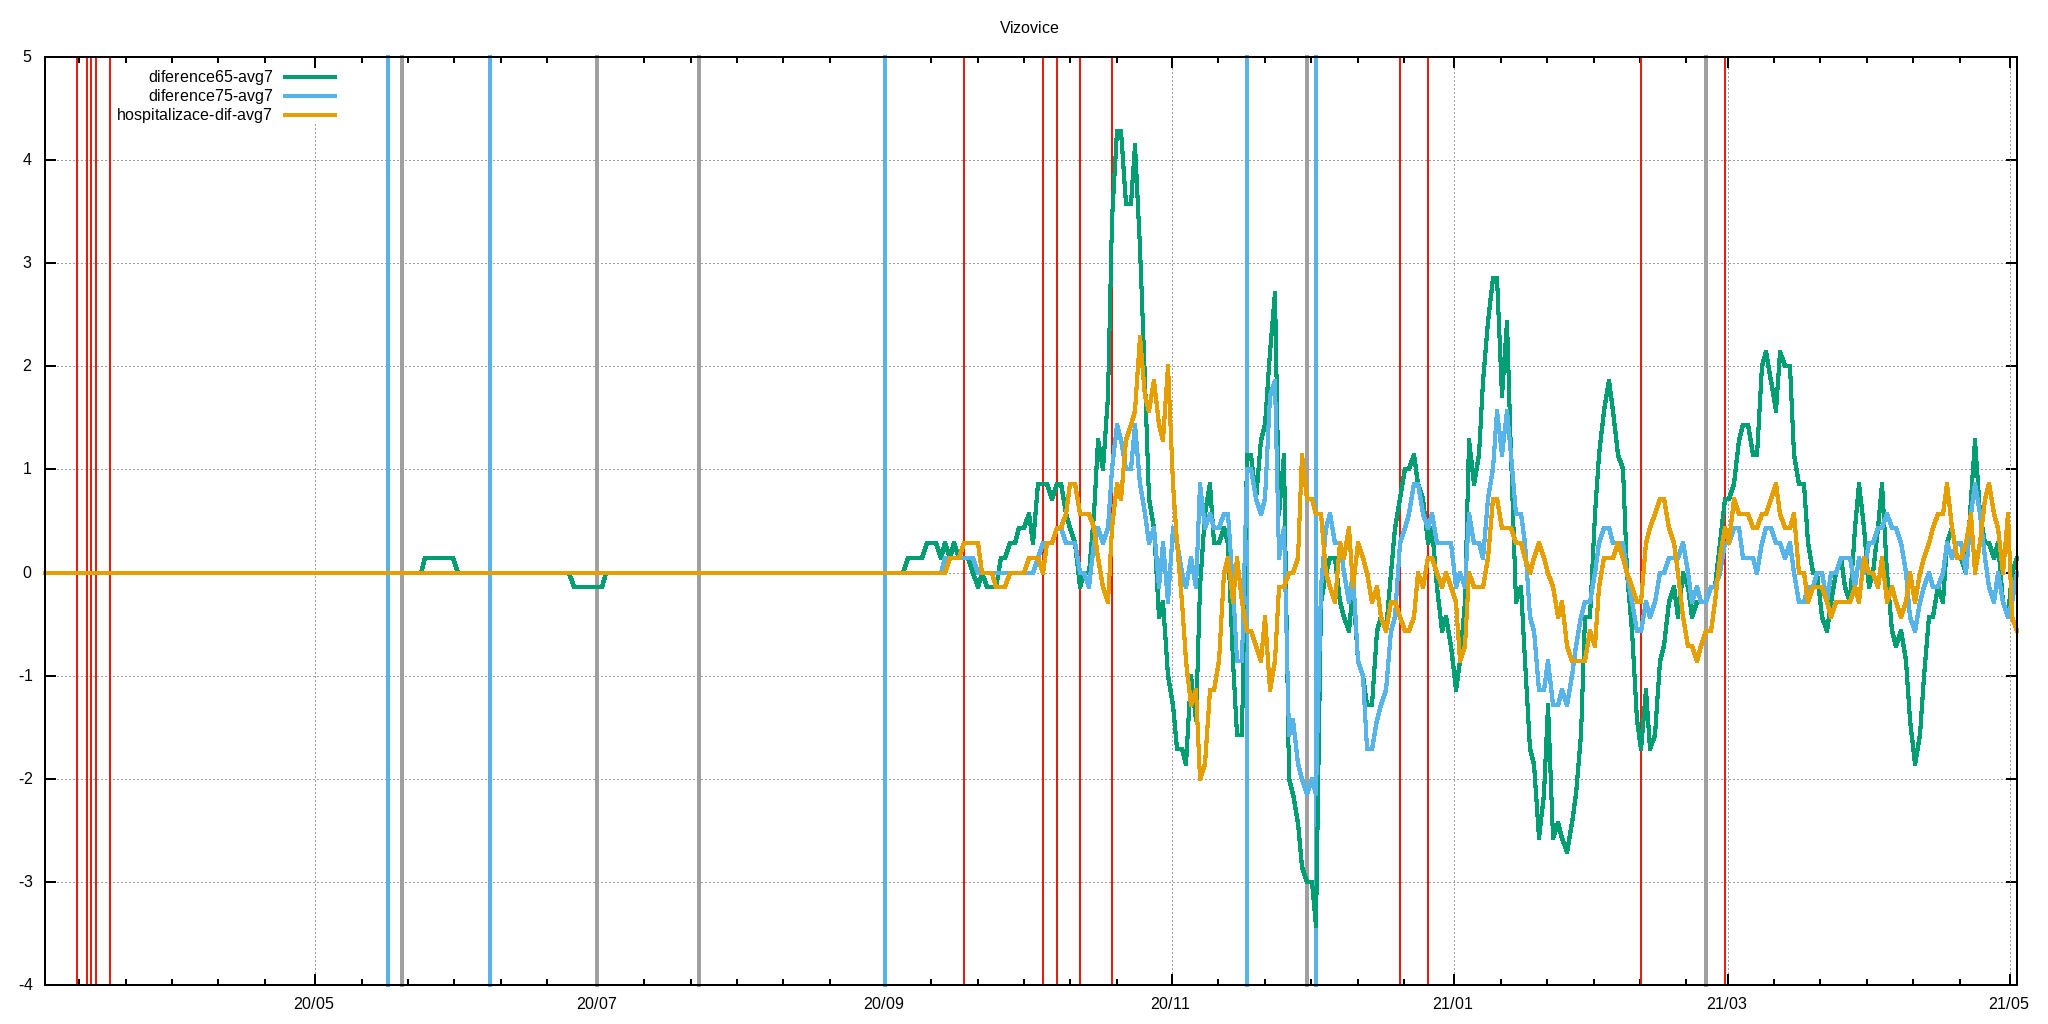 Vizovice
5
diference65-avg7
diference75-avg7
hospitalizace-dif-avg7
4
3
2
1
0
-1
-2
-3
-4
20/05 20/07 20/09 20/11 21/01 21/03 21/05